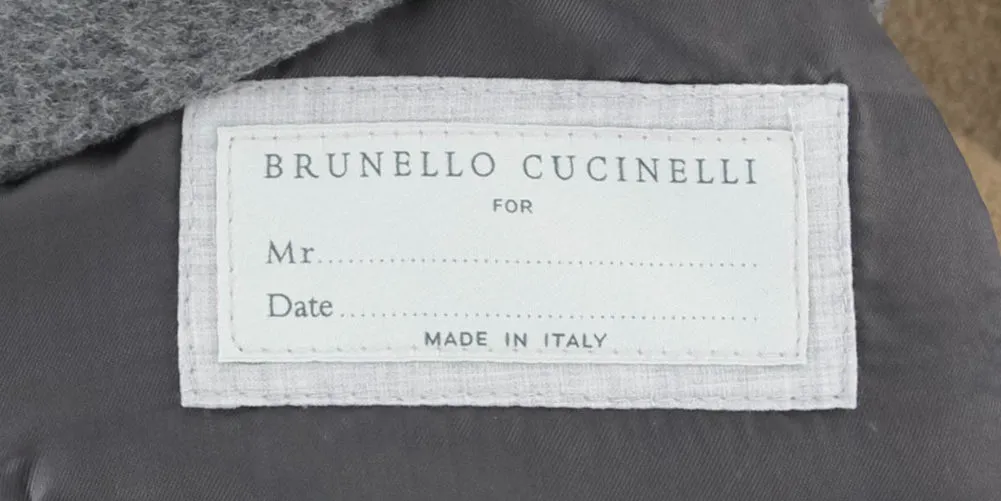 BRUNELLO CUCINELLI
FOR
Mr..............................................................
Date..........................................................
MADE IN ITALY